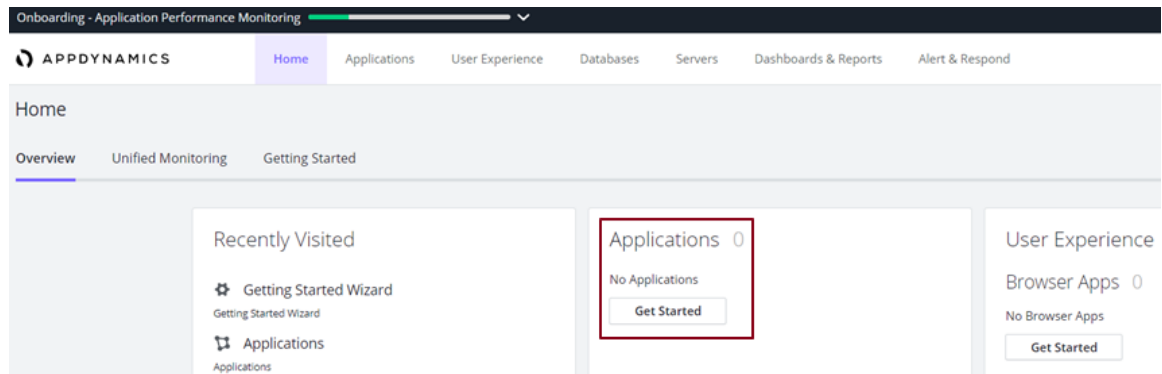 Onboarding - Application Performance Monitoring
APPDYNAMICS Home Applications User Experience Databases Servers Dashboards & Reports Alert & Respond
Home
Overview Unified Monitoring Getting Started
Recently Visited
Getting Started Wizard
Getting Started Wizard
Applications
Applications
Applications 0
No Applications
Get Started
User Experience
Browser Apps 0
No Browser Apps
Get Started